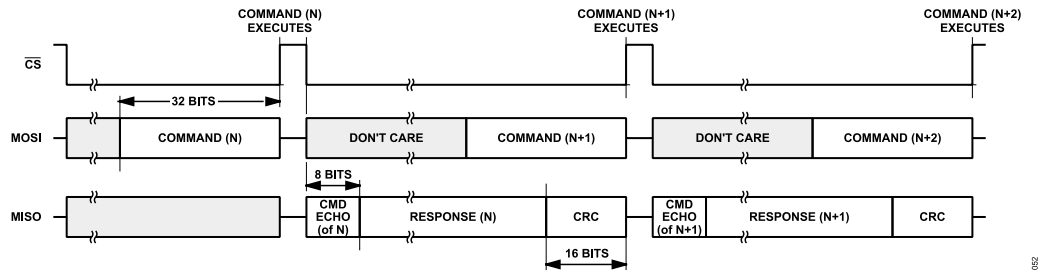 COMMAND (N)
EXECUTES
COMMAND (N+1)
EXECUTES
COMMAND (N+2)
EXECUTES
CS
32 BITS
MOSI
COMMAND (N)
DON'T CARE
COMMAND (N+1)
DON'T CARE
COMMAND (N+2)
8 BITS
MISO
CMD
ECHO
(of N)
RESPONSE (N)
CRC
CMD
ECHO
(of N+1)
RESPONSE (N+1)
CRC
16 BITS
052